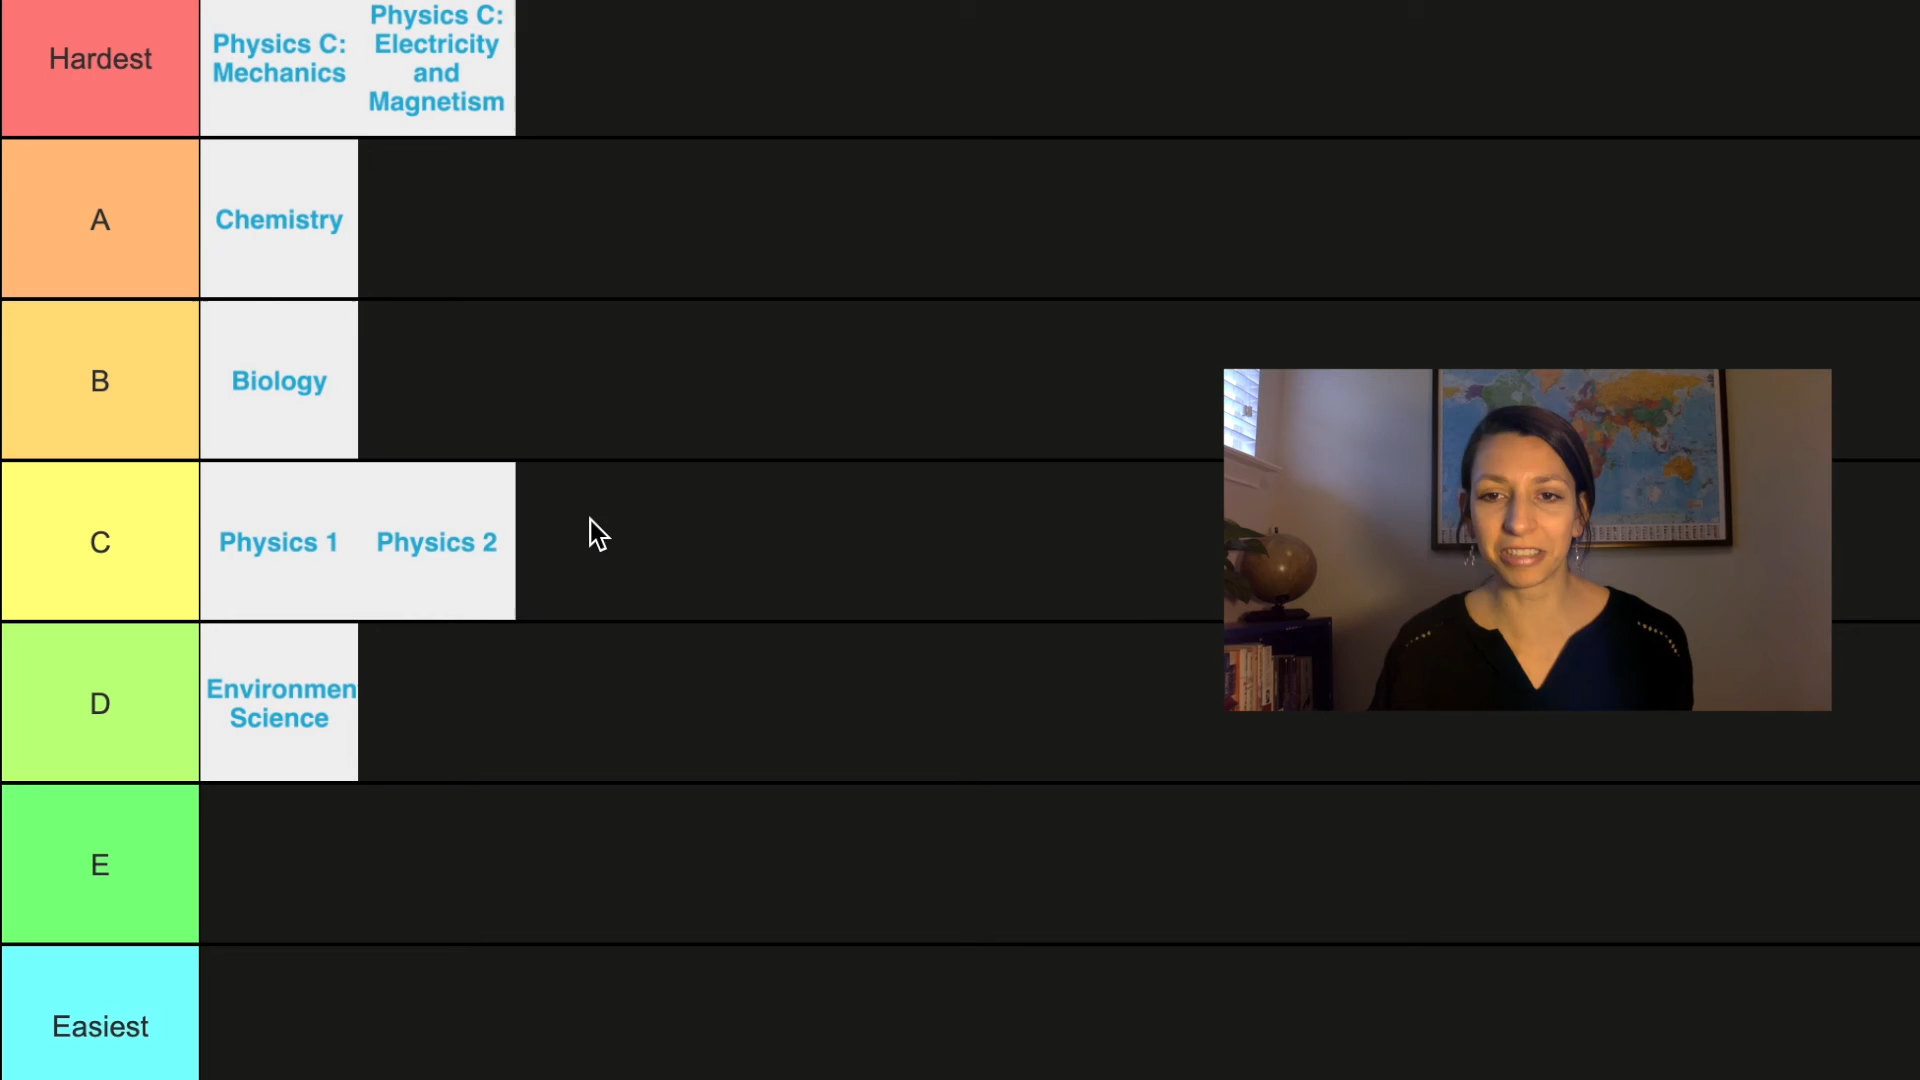 Hardest
Physics C:
Mechanics
Physics C:
Electricity
and
Magnetism
A
Chemistry
B
Biology
C
Physics 1
Physics 2
D
Environmen
Science
E
Easiest